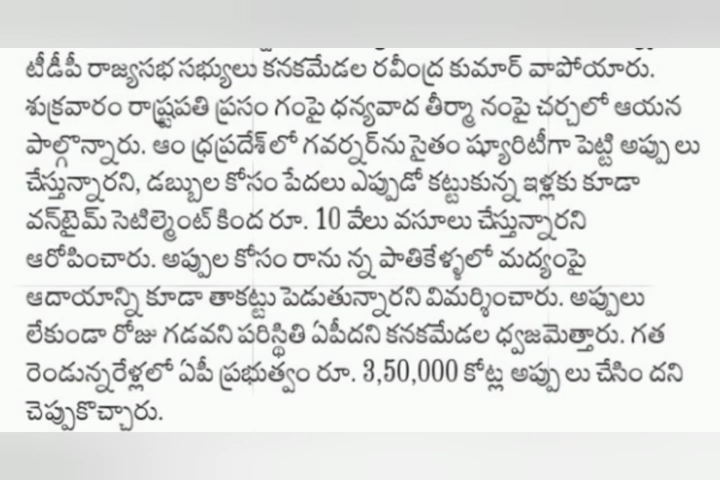 టీడీపీ రాజ్యసభ సభ్యులు కనకమేడల రవీంద్ర కుమార్ వాపోయారు.
శుక్రవారం రాష్ట్రపతి ప్రసం గంపై ధన్యవాద తీర్మా నంపై చర్చలో ఆయన
పాల్గొన్నారు. ఆం ధ్రప్రదేశ్‌లో గవర్నర్‌ను సైతం ష్యూరిటీగా పెట్టి అప్పు లు
చేస్తున్నారని, డబ్బుల కోసం పేదలు ఎప్పుడో కట్టుకున్న ఇళ్లకు కూడా
వన్‌టైమ్ సెటిల్మెంట్ కింద రూ. 10 వేలు వసూలు చేస్తున్నారని
ఆరోపించారు. అప్పుల కోసం రాను న్న పాతికేళ్ళలో మద్యంపై
ఆదాయాన్ని కూడా తాకట్టు పెడుతున్నారని విమర్శించారు. అప్పులు
లేకుండా రోజు గడవని పరిస్థితి ఏపీదని కనకమేడల ధ్వజమెత్తారు. గత
రెండున్నరేళ్లలో ఏపీ ప్రభుత్వం రూ. 3,50,000 కోట్ల అప్పు లు చేసిం దని
చెప్పుకొచ్చారు.